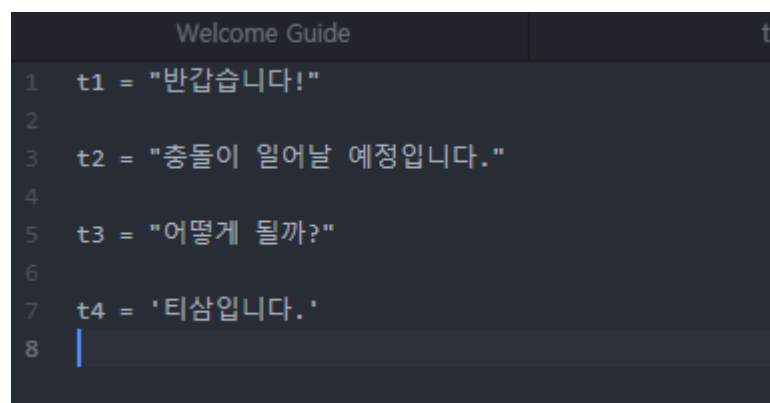 Welcome Guide t
1 t1 = "반갑습니다!"
2
3 t2 = "충돌이 일어날 예정입니다."
4
5 t3 = "어떻게 될까?"
6
7 t4 = '티삼입니다.'
8